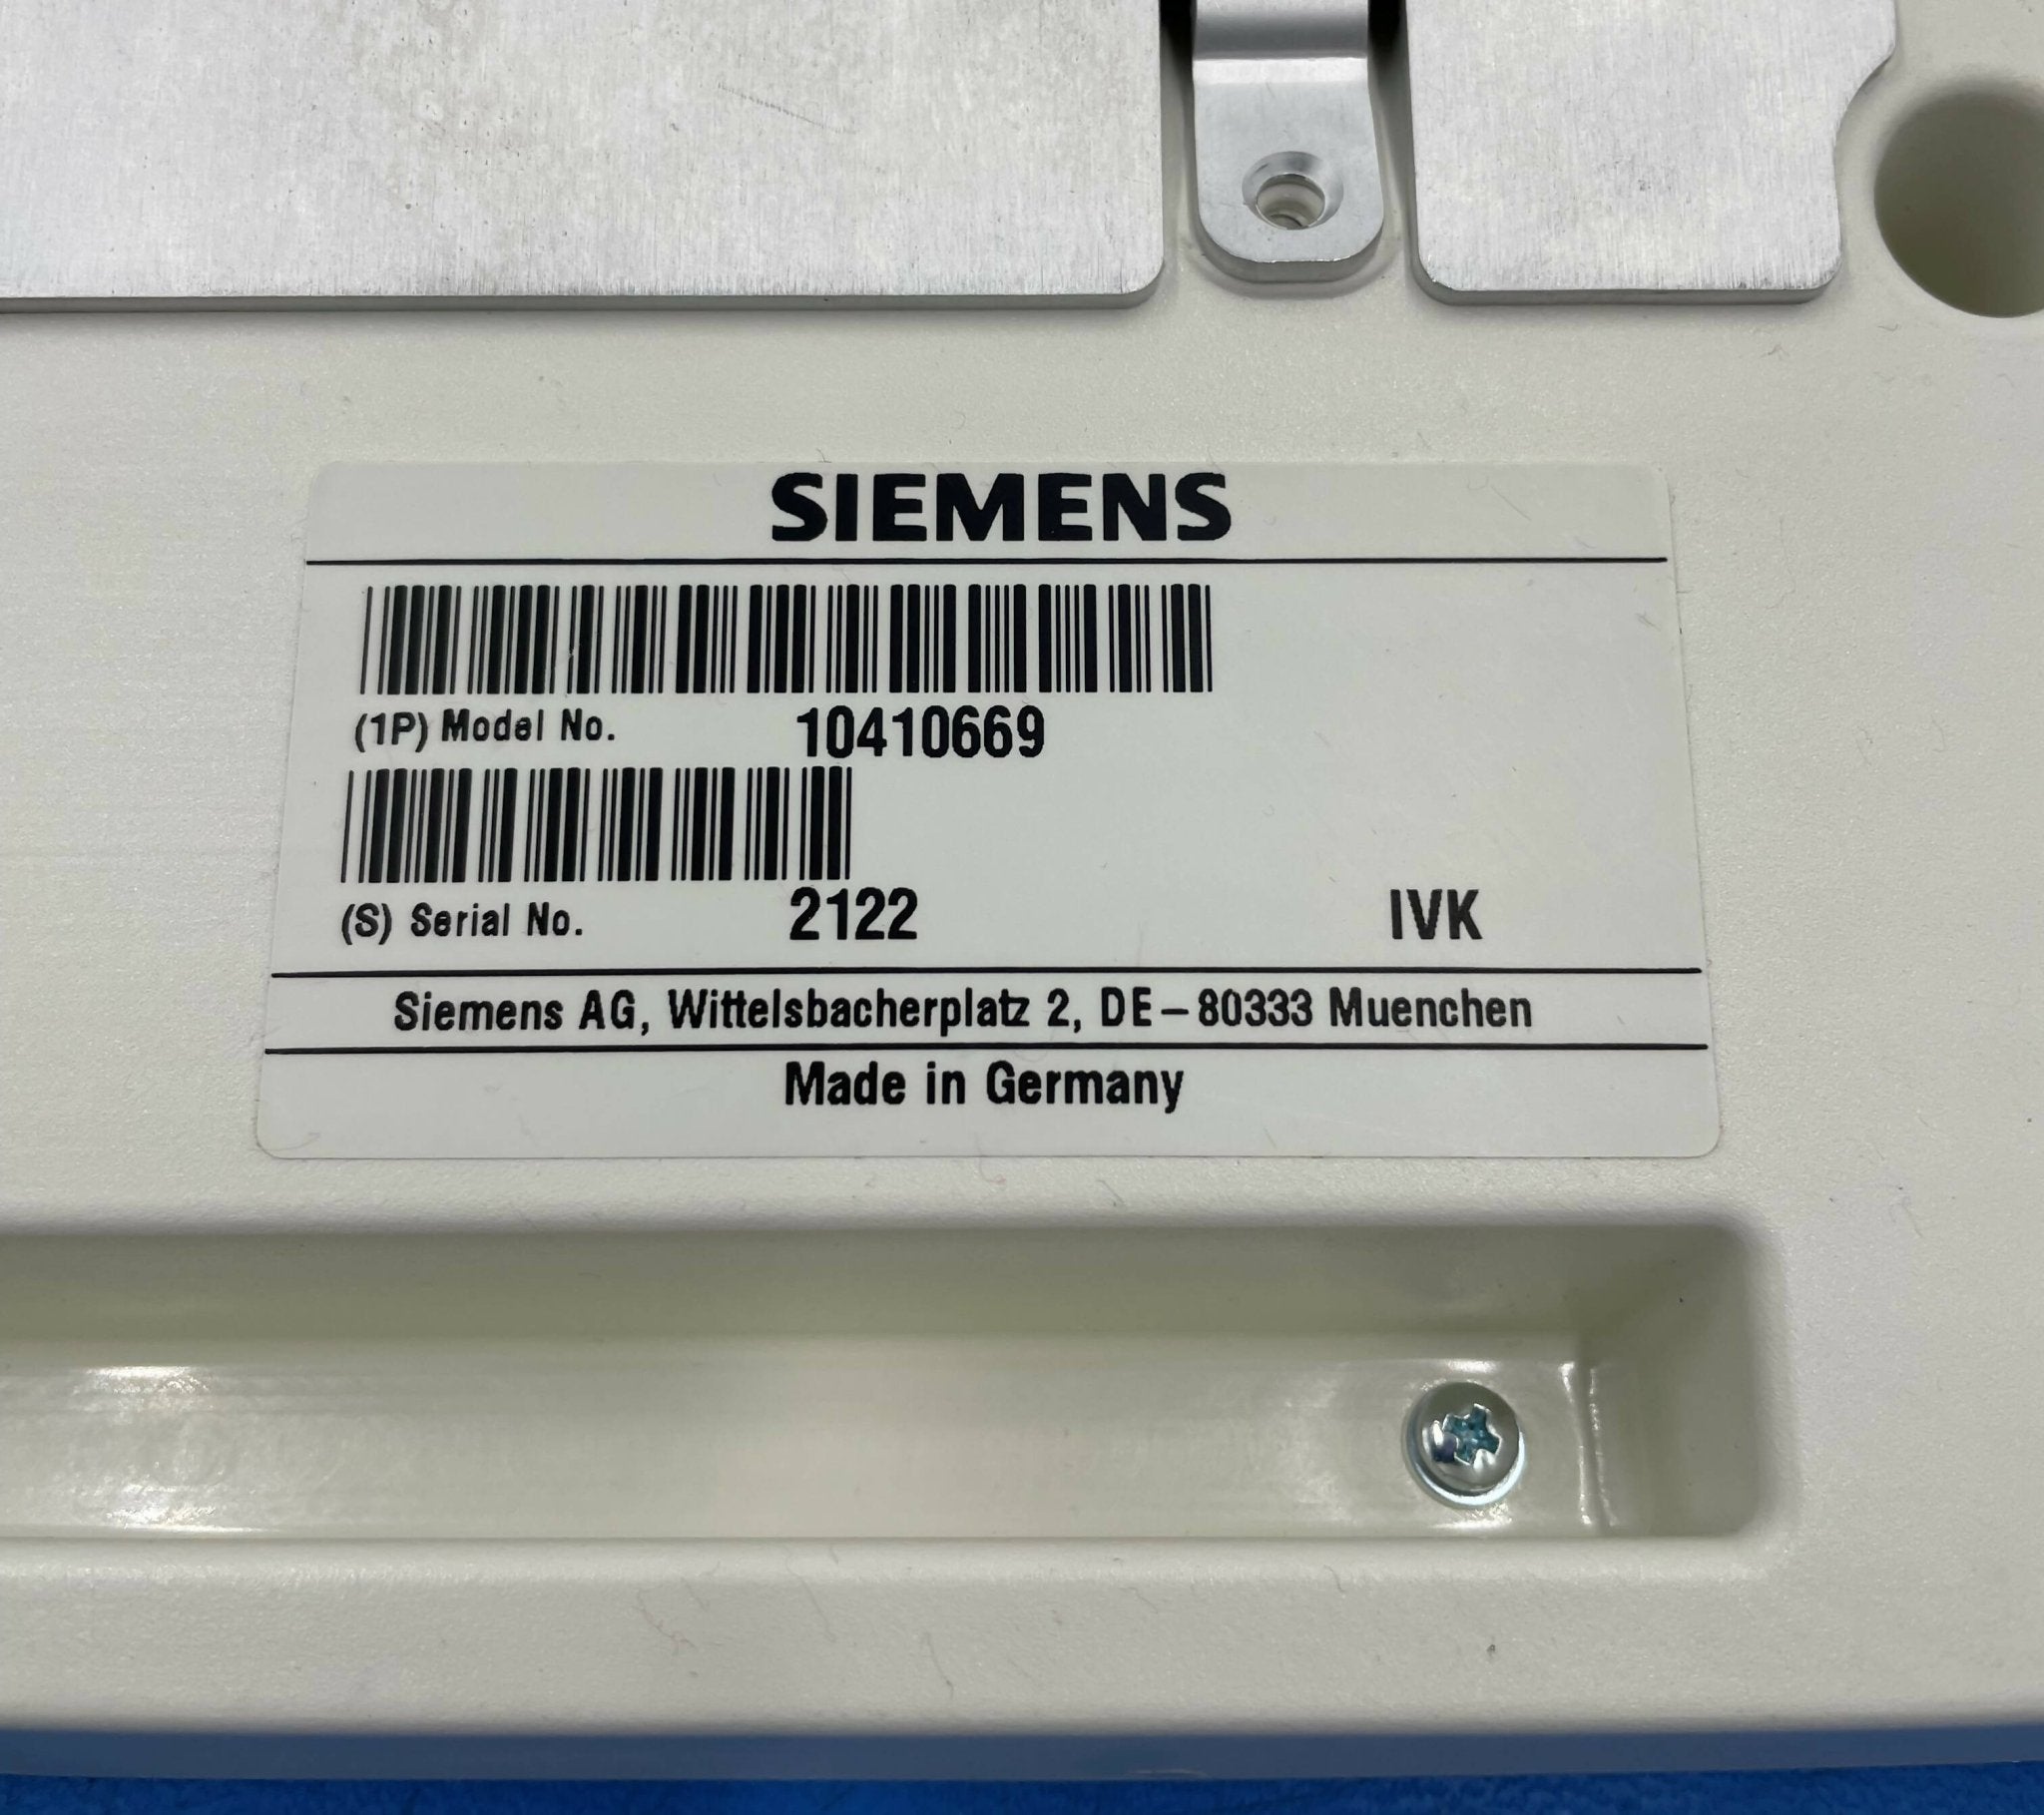 SIEMENS
(1P) Model No. 10410669
(S) Serial No. 2122 IVK
Siemens AG, Wittelsbacherplatz 2, DE–80333 Muenchen
Made in Germany